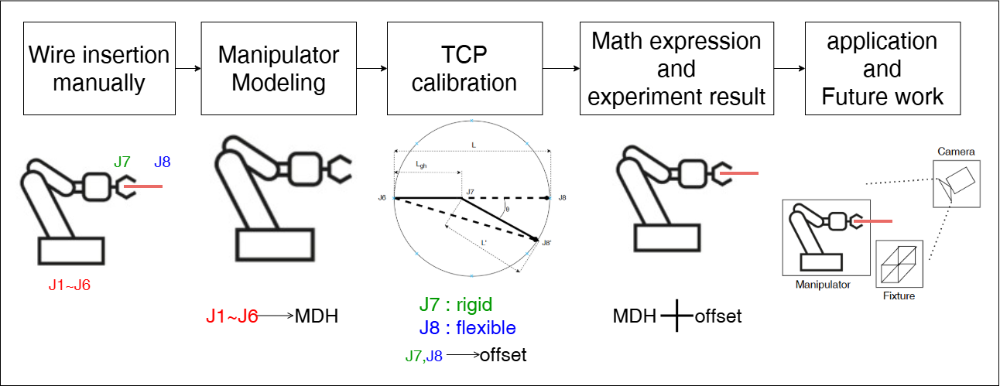 Wire insertion
manually
Manipulator
Modeling
TCP
calibration
Math expression
and
experiment result
application
and
Future work
J7
J8
J1~J6
J1~J6
MDH
L
Lgh
J6
J7
J8
θ
L'
J8'
J7 : rigid
J8 : flexible
J7,J8
offset
MDH
offset
Camera
Manipulator
Fixture